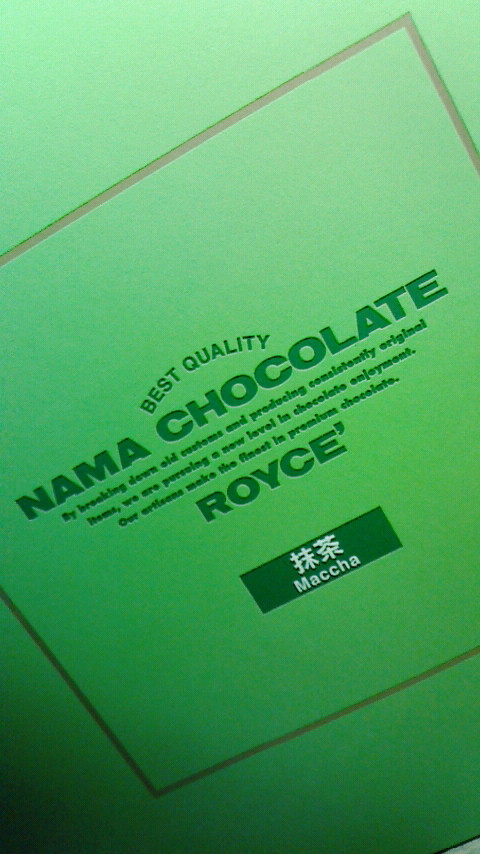 BEST QUALITY
NAMA CHOCOLATE
By breaking down old customs and producing consistently original
items, we are pursuing a new level in chocolate enjoyment.
Our artisans make the finest in premium chocolate.
ROYCE'
抹茶
Maccha